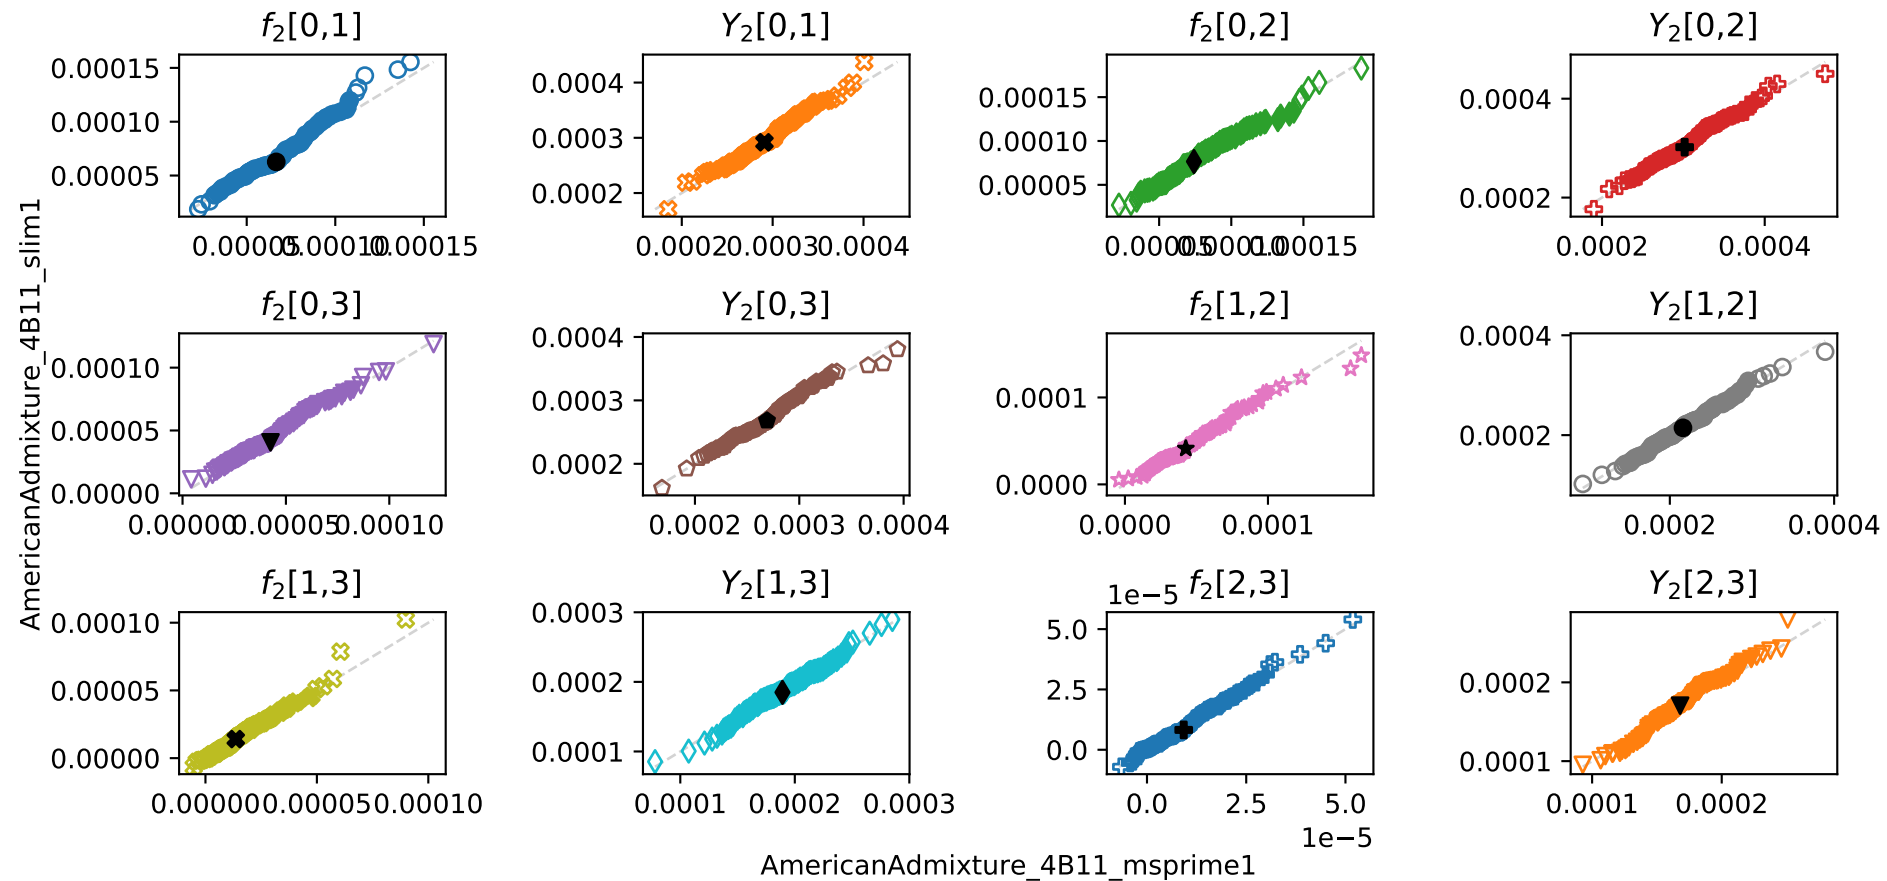 f2[0,1]
Y2[0,1]
f2[0,2]
Y2[0,2]
0.00015
0.00010
0.00005
0.00005 0.00010 0.00015
0.0004
0.0003
0.0002
0.0002 0.0003 0.0004
0.00015
0.00010
0.00005
0.00005 0.00010 0.00015
0.0004
0.0002
0.0002 0.0004
AmericanAdmixture_4B11_slim1
f2[0,3]
Y2[0,3]
f2[1,2]
Y2[1,2]
0.00010
0.00005
0.00000
0.00000 0.00005 0.00010
0.0004
0.0003
0.0002
0.0002 0.0003 0.0004
0.0001
0.0000
0.0000 0.0001
0.0004
0.0002
0.0002 0.0004
f2[1,3]
Y2[1,3]
1e−5
f2[2,3]
Y2[2,3]
0.00010
0.00005
0.00000
0.00000 0.00005 0.00010
0.0003
0.0002
0.0001
0.0001 0.0002 0.0003
5.0
2.5
0.0
0.0 2.5 5.0
1e−5
0.0002
0.0001
0.0001 0.0002
AmericanAdmixture_4B11_msprime1